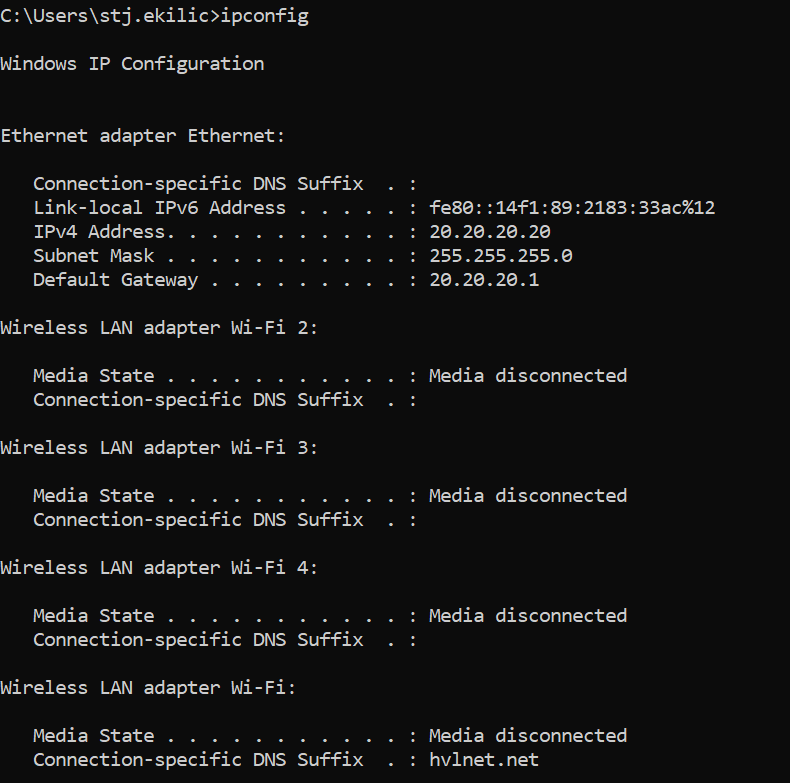 C:\Users\stj.ekilic>ipconfig
Windows IP Configuration
Ethernet adapter Ethernet:
Connection-specific DNS Suffix  . :
Link-local IPv6 Address . . . . . : fe80::14f1:89:2183:33ac%12
IPv4 Address. . . . . . . . . . . : 20.20.20.20
Subnet Mask . . . . . . . . . . . : 255.255.255.0
Default Gateway . . . . . . . . . : 20.20.20.1
Wireless LAN adapter Wi-Fi 2:
Media State . . . . . . . . . . . : Media disconnected
Connection-specific DNS Suffix  . :
Wireless LAN adapter Wi-Fi 3:
Media State . . . . . . . . . . . : Media disconnected
Connection-specific DNS Suffix  . :
Wireless LAN adapter Wi-Fi 4:
Media State . . . . . . . . . . . : Media disconnected
Connection-specific DNS Suffix  . :
Wireless LAN adapter Wi-Fi:
Media State . . . . . . . . . . . : Media disconnected
Connection-specific DNS Suffix  . : hvlnet.net